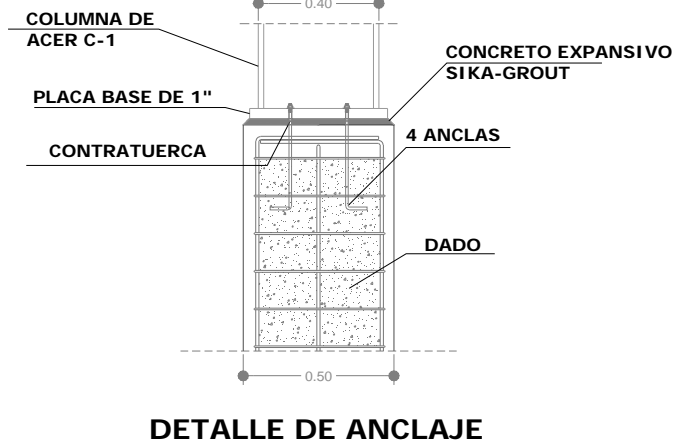 0.40
COLUMNA DE
ACER C-1
CONCRETO EXPANSIVO
SIKA-GROUT
PLACA BASE DE 1"
4 ANCLAS
CONTRATUERCA
DADO
0.50
DETALLE DE ANCLAJE